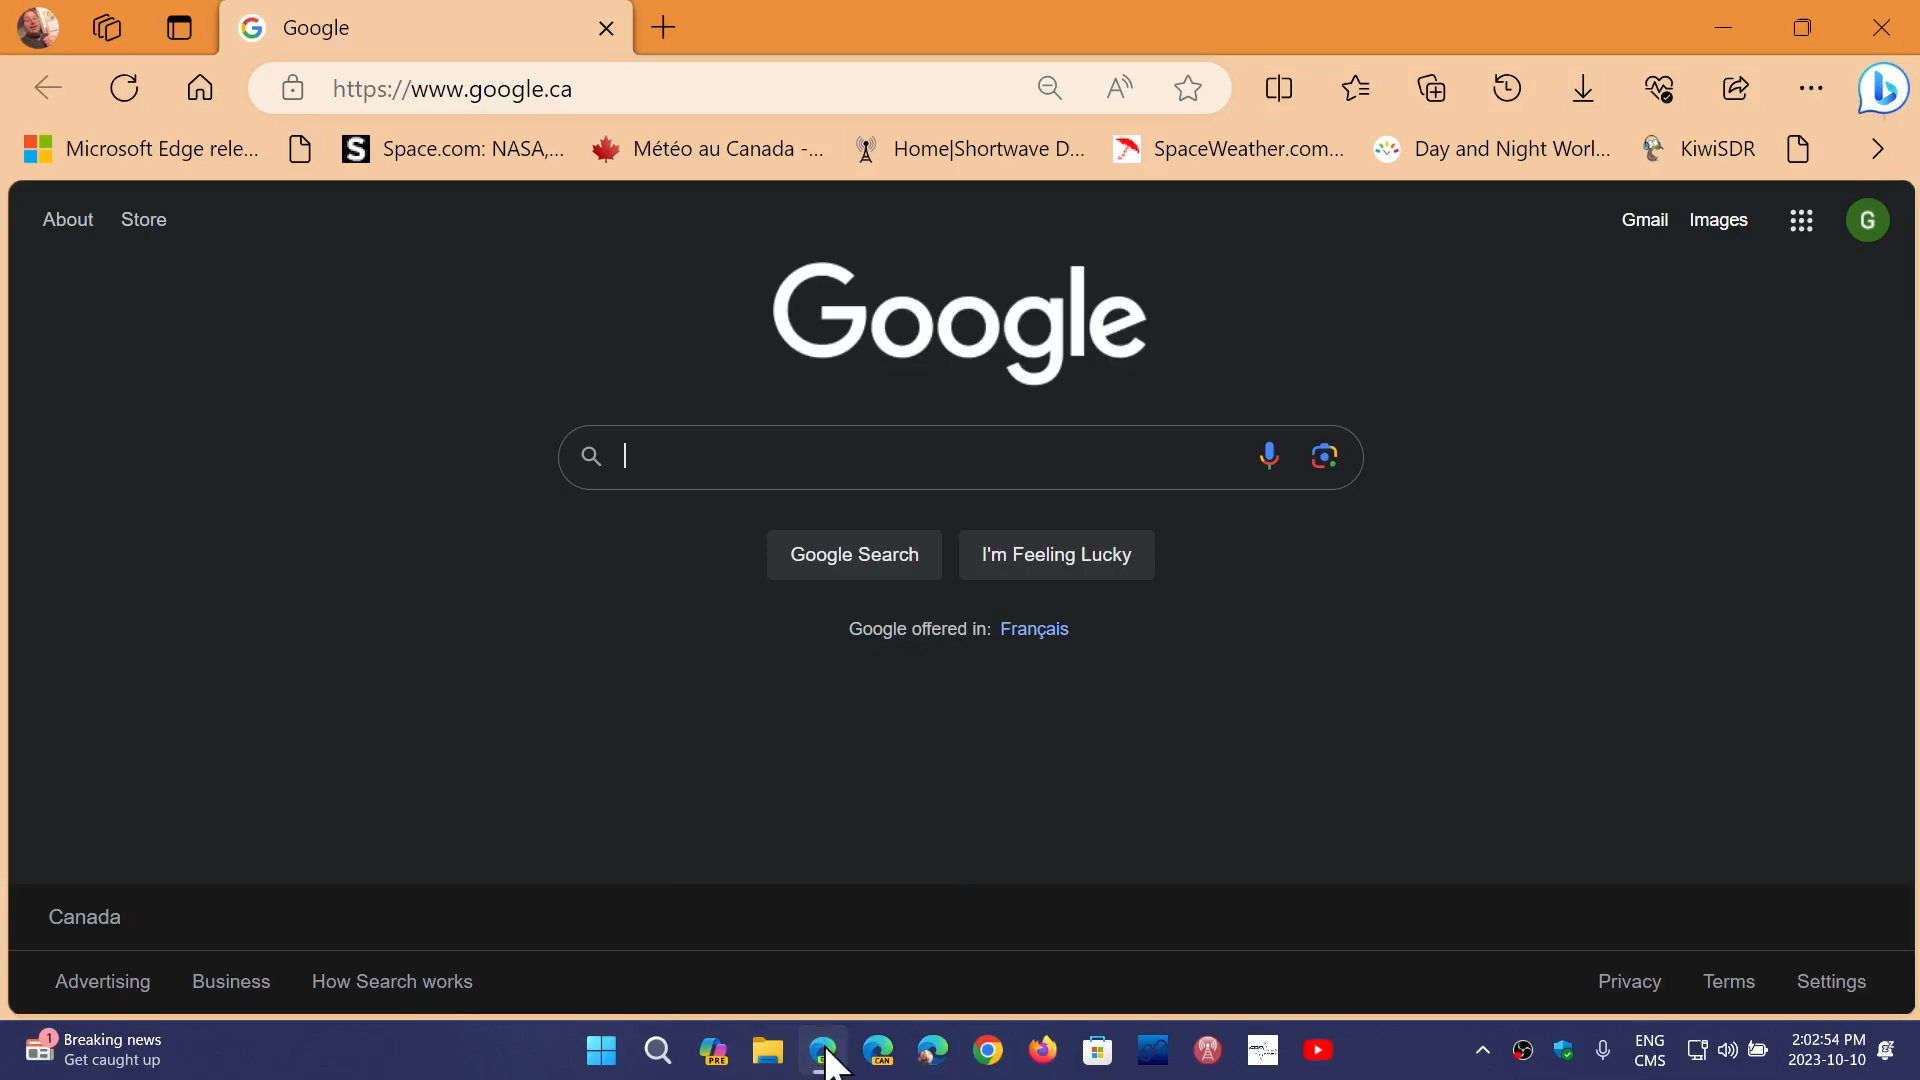 Google
https://www.google.ca
Microsoft Edge rele...
Space.com: NASA,...
Météo au Canada -...
Home|Shortwave D...
SpaceWeather.com...
Day and Night Worl...
KiwiSDR
About
Store
Gmail
Images
G
Google
Google Search
I'm Feeling Lucky
Google offered in: Français
Canada
Advertising
Business
How Search works
Privacy
Terms
Settings
1
Breaking news
Get caught up
PRE
CAN
ENG
CMS
2:02:54 PM
2023-10-10